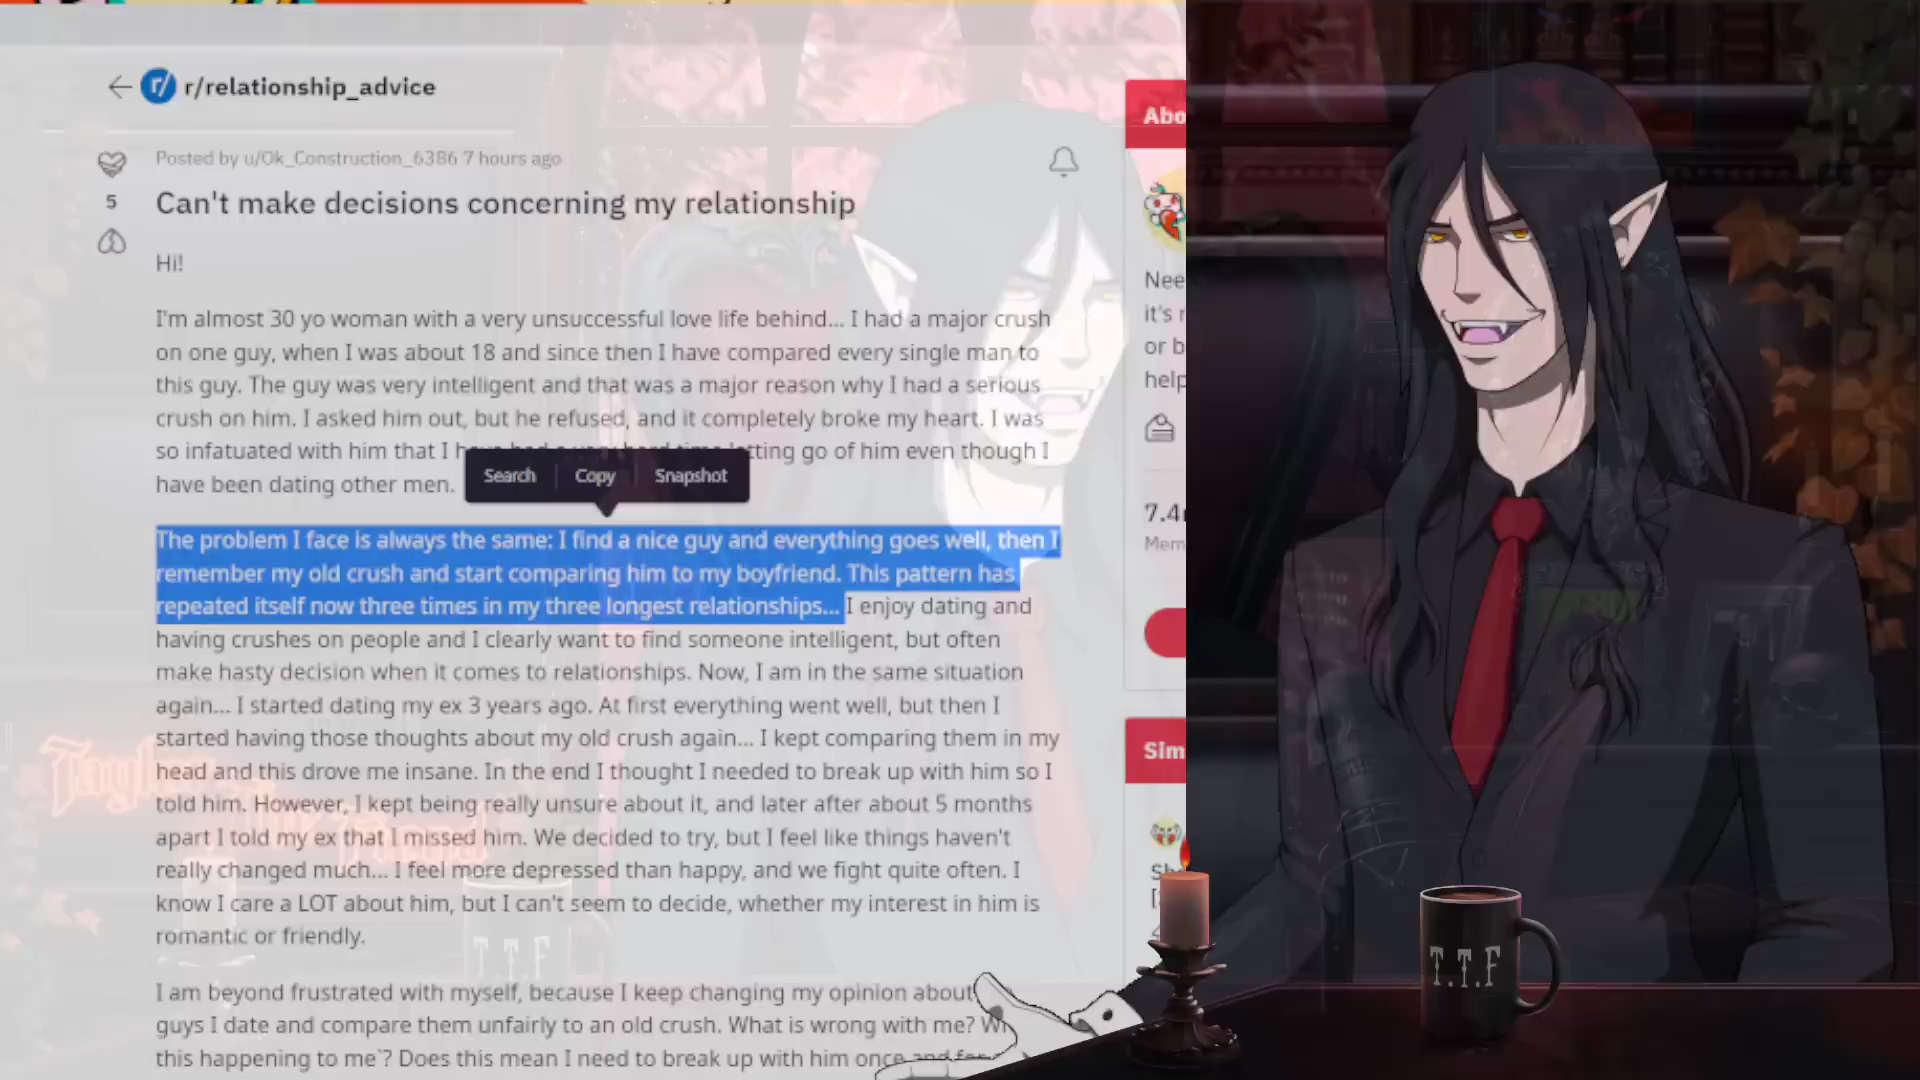 r/relationship_advice
Posted by u/Ok_Construction_6386 7 hours ago
5
Can't make decisions concerning my relationship
Hi!
I'm almost 30 yo woman with a very unsuccessful love life behind... I had a major crush
on one guy, when I was about 18 and since then I have compared every single man to
this guy. The guy was very intelligent and that was a major reason why I had a serious
crush on him. I asked him out, but he refused, and it completely broke my heart. I was
so infatuated with him that I have had a very hard time letting go of him even though I
have been dating other men.
Search Copy Snapshot
The problem I face is always the same: I find a nice guy and everything goes well, then I
remember my old crush and start comparing him to my boyfriend. This pattern has
repeated itself now three times in my three longest relationships... I enjoy dating and
having crushes on people and I clearly want to find someone intelligent, but often
make hasty decision when it comes to relationships. Now, I am in the same situation
again... I started dating my ex 3 years ago. At first everything went well, but then I
started having those thoughts about my old crush again... I kept comparing them in my
head and this drove me insane. In the end I thought I needed to break up with him so I
told him. However, I kept being really unsure about it, and later after about 5 months
apart I told my ex that I missed him. We decided to try, but I feel like things haven't
really changed much... I feel more depressed than happy, and we fight quite often. I
know I care a LOT about him, but I can't seem to decide, whether my interest in him is
romantic or friendly.
I am beyond frustrated with myself, because I keep changing my opinion about
guys I date and compare them unfairly to an old crush. What is wrong with me?
this happening to me`? Does this mean I need to break up with him once and
Abo
Nee
it's
or b
help
7.4
Mem
Sim
T.T.F
T.T.F